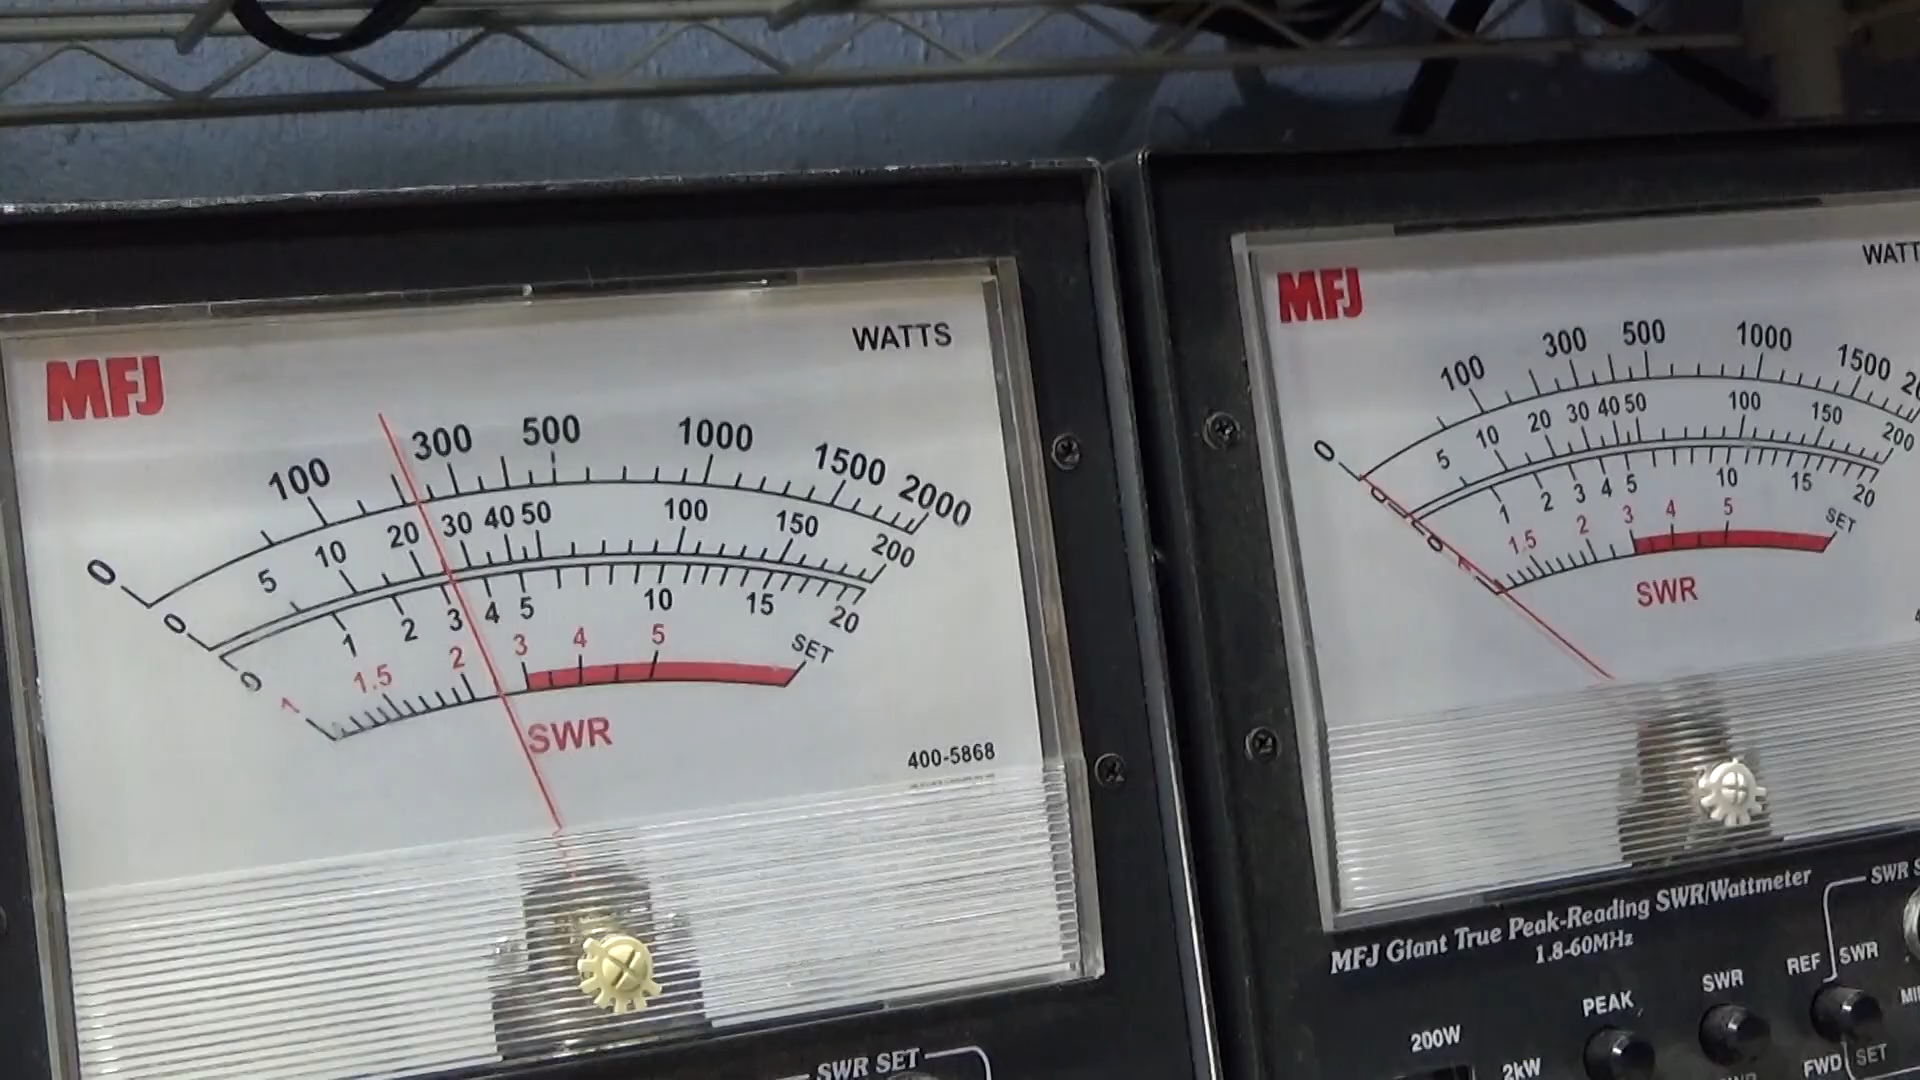 MFJ
WATTS
0 100 300 500 1000 1500 2000
0 5 10 20 30 40 50 100 150 200
0 1 2 3 4 5 10 15 20
1 1.5 2 3 4 5 SET
SWR
400-5868
SWR SET
MFJ
WATT
0 100 300 500 1000 1500 20
0 5 10 20 30 40 50 100 150 200
0 1 2 3 4 5 10 15 20
1.5 2 3 4 5 SET
SWR
MFJ Giant True Peak-Reading SWR/Wattmeter
1.8-60MHz
SWR S
200W
2kW
PEAK
SWR
REF
SWR
FWD
SET